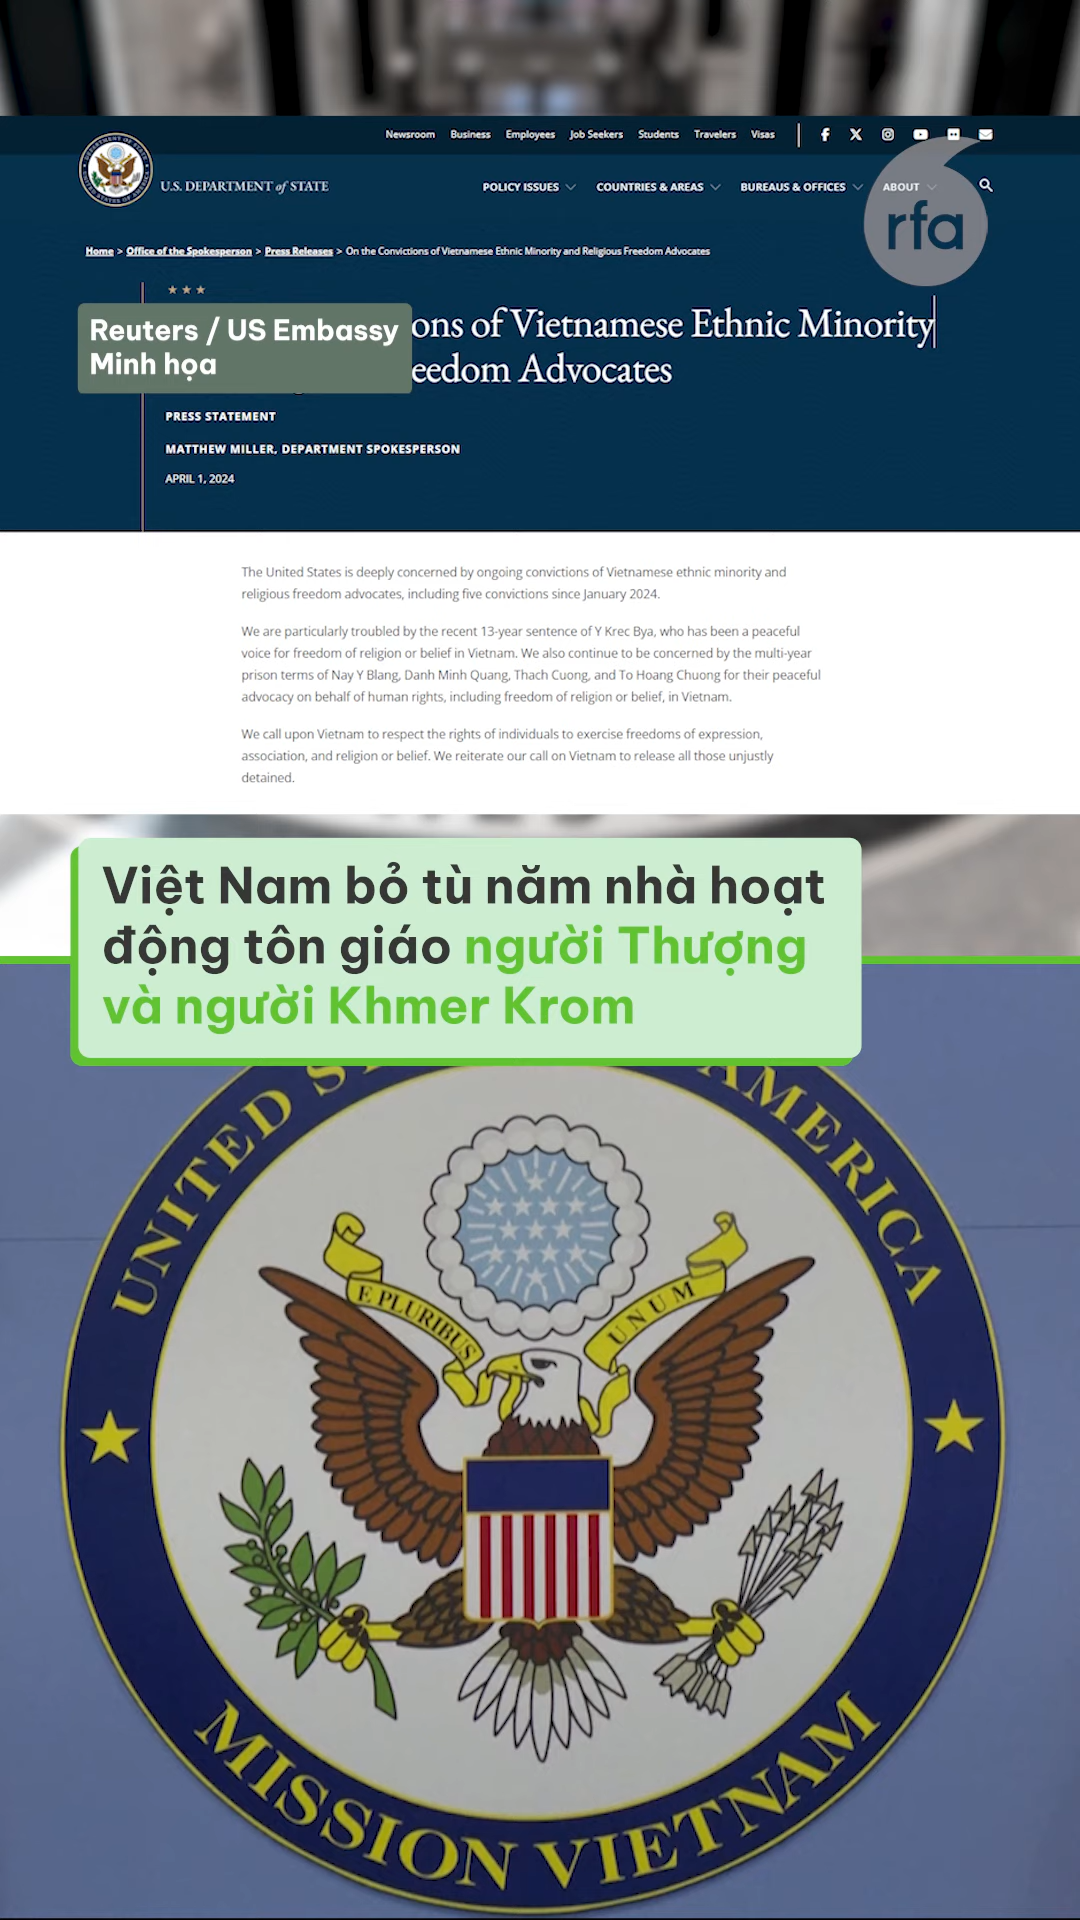 Newsroom Business Employees Job Seekers Students Travelers Visas
U.S. DEPARTMENT of STATE
POLICY ISSUES COUNTRIES & AREAS BUREAUS & OFFICES ABOUT
rfa
Home > Office of the Spokesperson > Press Releases > On the Convictions of Vietnamese Ethnic Minority and Religious Freedom Advocates
ons of Vietnamese Ethnic Minority
eedom Advocates
Reuters / US Embassy
Minh họa
PRESS STATEMENT
MATTHEW MILLER, DEPARTMENT SPOKESPERSON
APRIL 1, 2024
The United States is deeply concerned by ongoing convictions of Vietnamese ethnic minority and
religious freedom advocates, including five convictions since January 2024.
We are particularly troubled by the recent 13-year sentence of Y Krec Bya, who has been a peaceful
voice for freedom of religion or belief in Vietnam. We also continue to be concerned by the multi-year
prison terms of Nay Y Blang, Danh Minh Quang, Thach Cuong, and To Hoang Chuong for their peaceful
advocacy on behalf of human rights, including freedom of religion or belief, in Vietnam.
We call upon Vietnam to respect the rights of individuals to exercise freedoms of expression,
association, and religion or belief. We reiterate our call on Vietnam to release all those unjustly
detained.
Việt Nam bỏ tù năm nhà hoạt
động tôn giáo người Thượng
và người Khmer Krom
UNITED S AMERICA
E PLURIBUS UNUM
MISSION VIETNAM